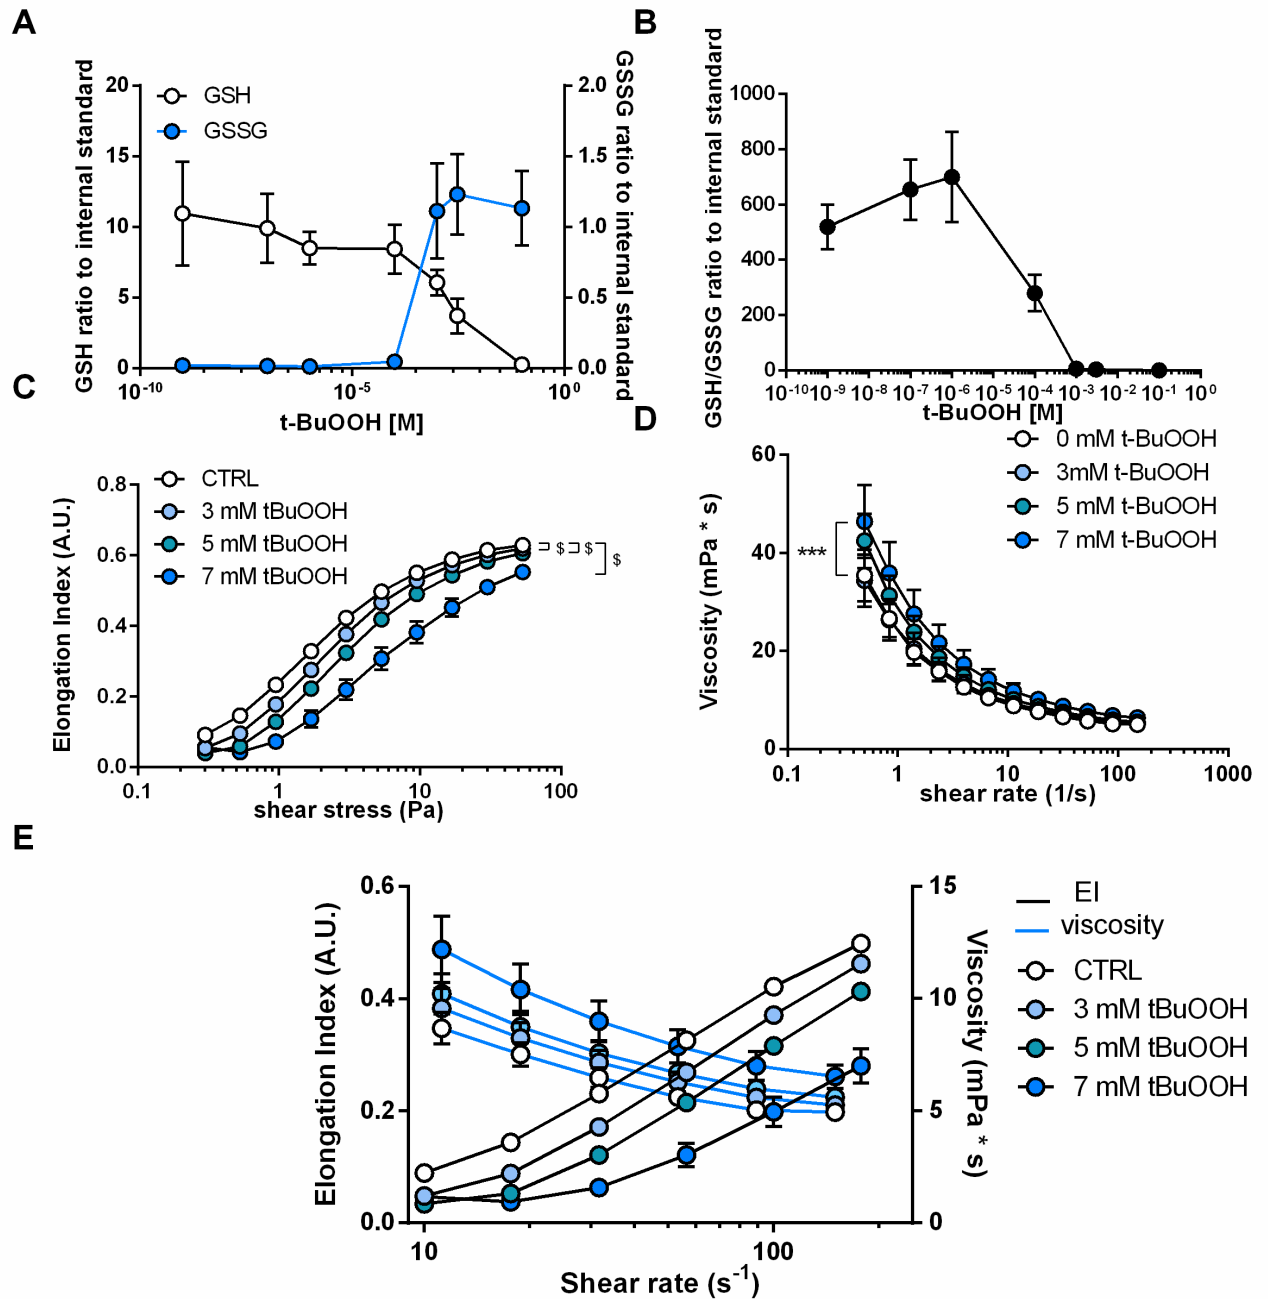 A
GSH ratio to internal standard
20
15
10
5
0
GSH
GSSG
2.0
1.5
1.0
0.5
0.0
GSSG ratio to internal standard
10⁻¹⁰
10⁻⁵
10⁰
t-BuOOH [M]
B
GSH/GSSG ratio to internal standard
1000
800
600
400
200
0
10⁻¹⁰
10⁻⁹
10⁻⁸
10⁻⁷
10⁻⁶
10⁻⁵
10⁻⁴
10⁻³
10⁻²
10⁻¹
10⁰
t-BuOOH [M]
C
Elongation Index (A.U.)
0.8
0.6
0.4
0.2
0.0
CTRL
3 mM tBuOOH
5 mM tBuOOH
7 mM tBuOOH
$
$
$
0.1
1
10
100
shear stress (Pa)
D
Viscosity (mPa * s)
60
40
20
0
0 mM t-BuOOH
3mM t-BuOOH
5 mM t-BuOOH
7 mM t-BuOOH
***
0.1
1
10
100
1000
shear rate (1/s)
E
Elongation Index (A.U.)
0.6
0.4
0.2
0.0
15
10
5
0
Viscosity (mPa * s)
10
100
Shear rate (s⁻¹)
EI
viscosity
CTRL
3 mM tBuOOH
5 mM tBuOOH
7 mM tBuOOH